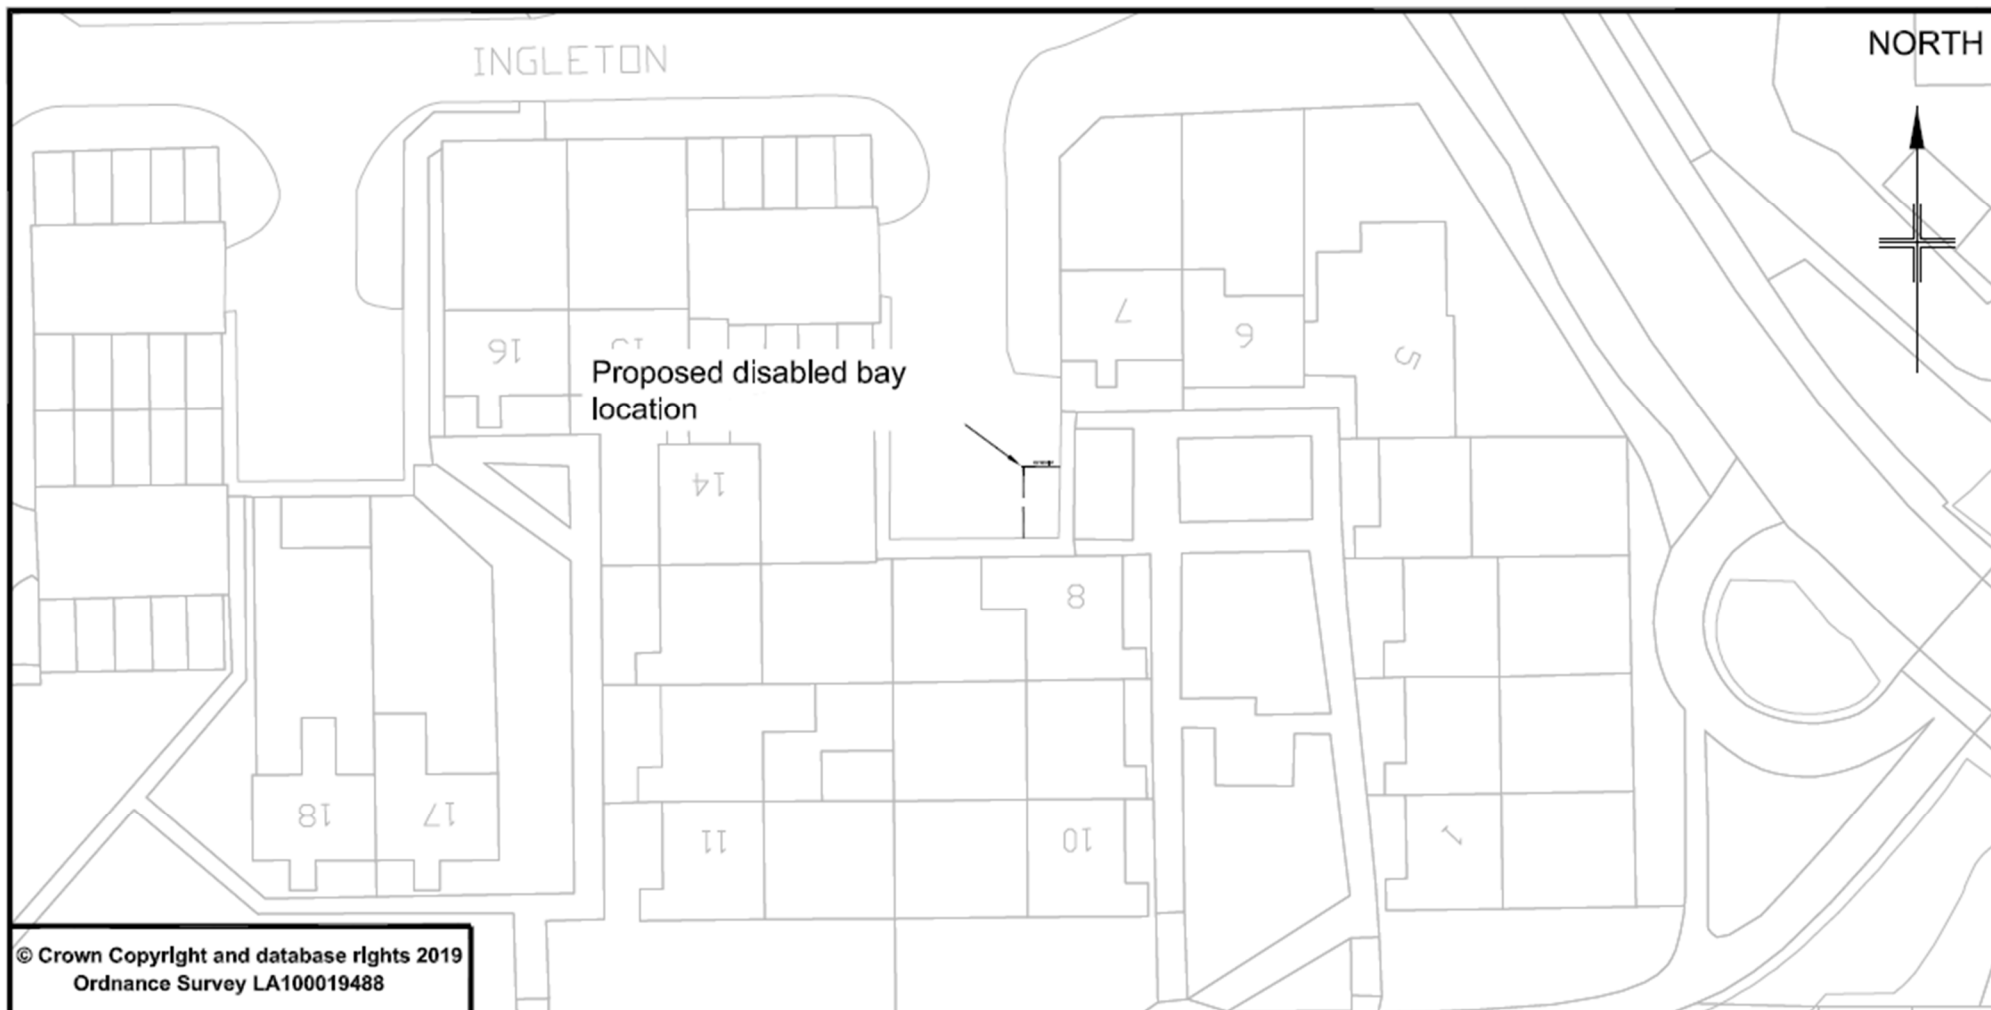 INGLETON
NORTH
7
6
5
16
Proposed disabled bay
location
14
8
18
17
11
10
1
© Crown Copyright and database rights 2019
Ordnance Survey LA100019488